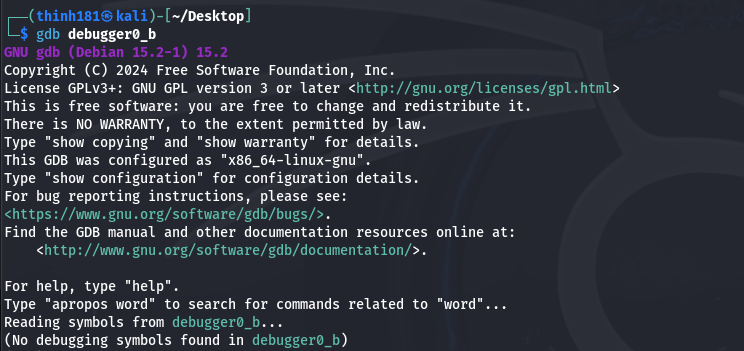 ┌──(thinh181㉿kali)-[~/Desktop]
└─$ gdb debugger0_b
GNU gdb (Debian 15.2-1) 15.2
Copyright (C) 2024 Free Software Foundation, Inc.
License GPLv3+: GNU GPL version 3 or later <http://gnu.org/licenses/gpl.html>
This is free software: you are free to change and redistribute it.
There is NO WARRANTY, to the extent permitted by law.
Type "show copying" and "show warranty" for details.
This GDB was configured as "x86_64-linux-gnu".
Type "show configuration" for configuration details.
For bug reporting instructions, please see:
<https://www.gnu.org/software/gdb/bugs/>.
Find the GDB manual and other documentation resources online at:
    <http://www.gnu.org/software/gdb/documentation/>.

For help, type "help".
Type "apropos word" to search for commands related to "word"...
Reading symbols from debugger0_b...
(No debugging symbols found in debugger0_b)